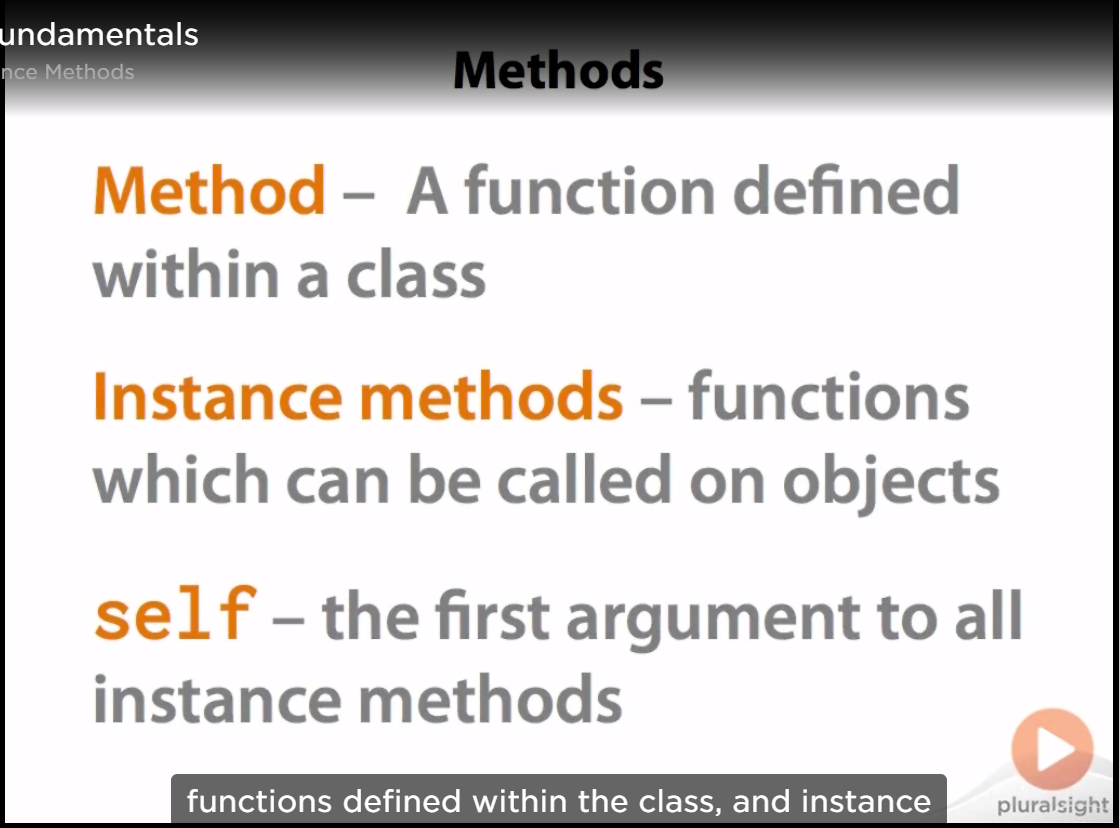 undamentals
nce Methods
Methods
Method – A function defined
within a class
Instance methods – functions
which can be called on objects
self – the first argument to all
instance methods
functions defined within the class, and instance
pluralsight